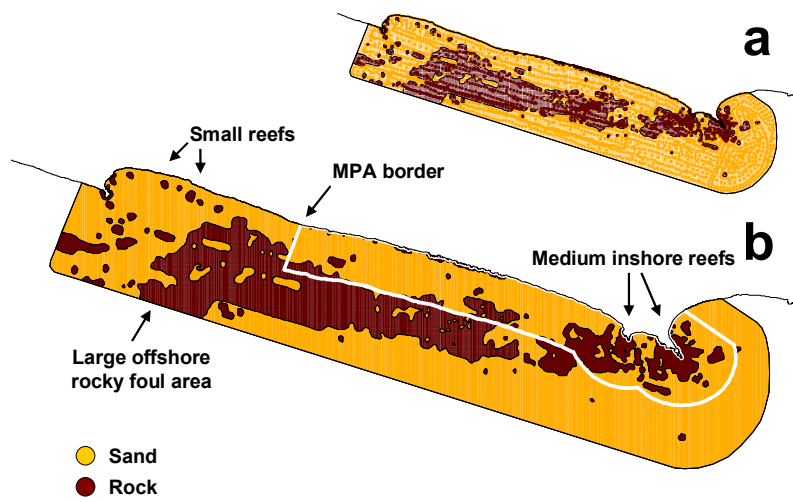 a
Small reefs
MPA border
b
Medium inshore reefs
Large offshore
rocky foul area
Sand
Rock